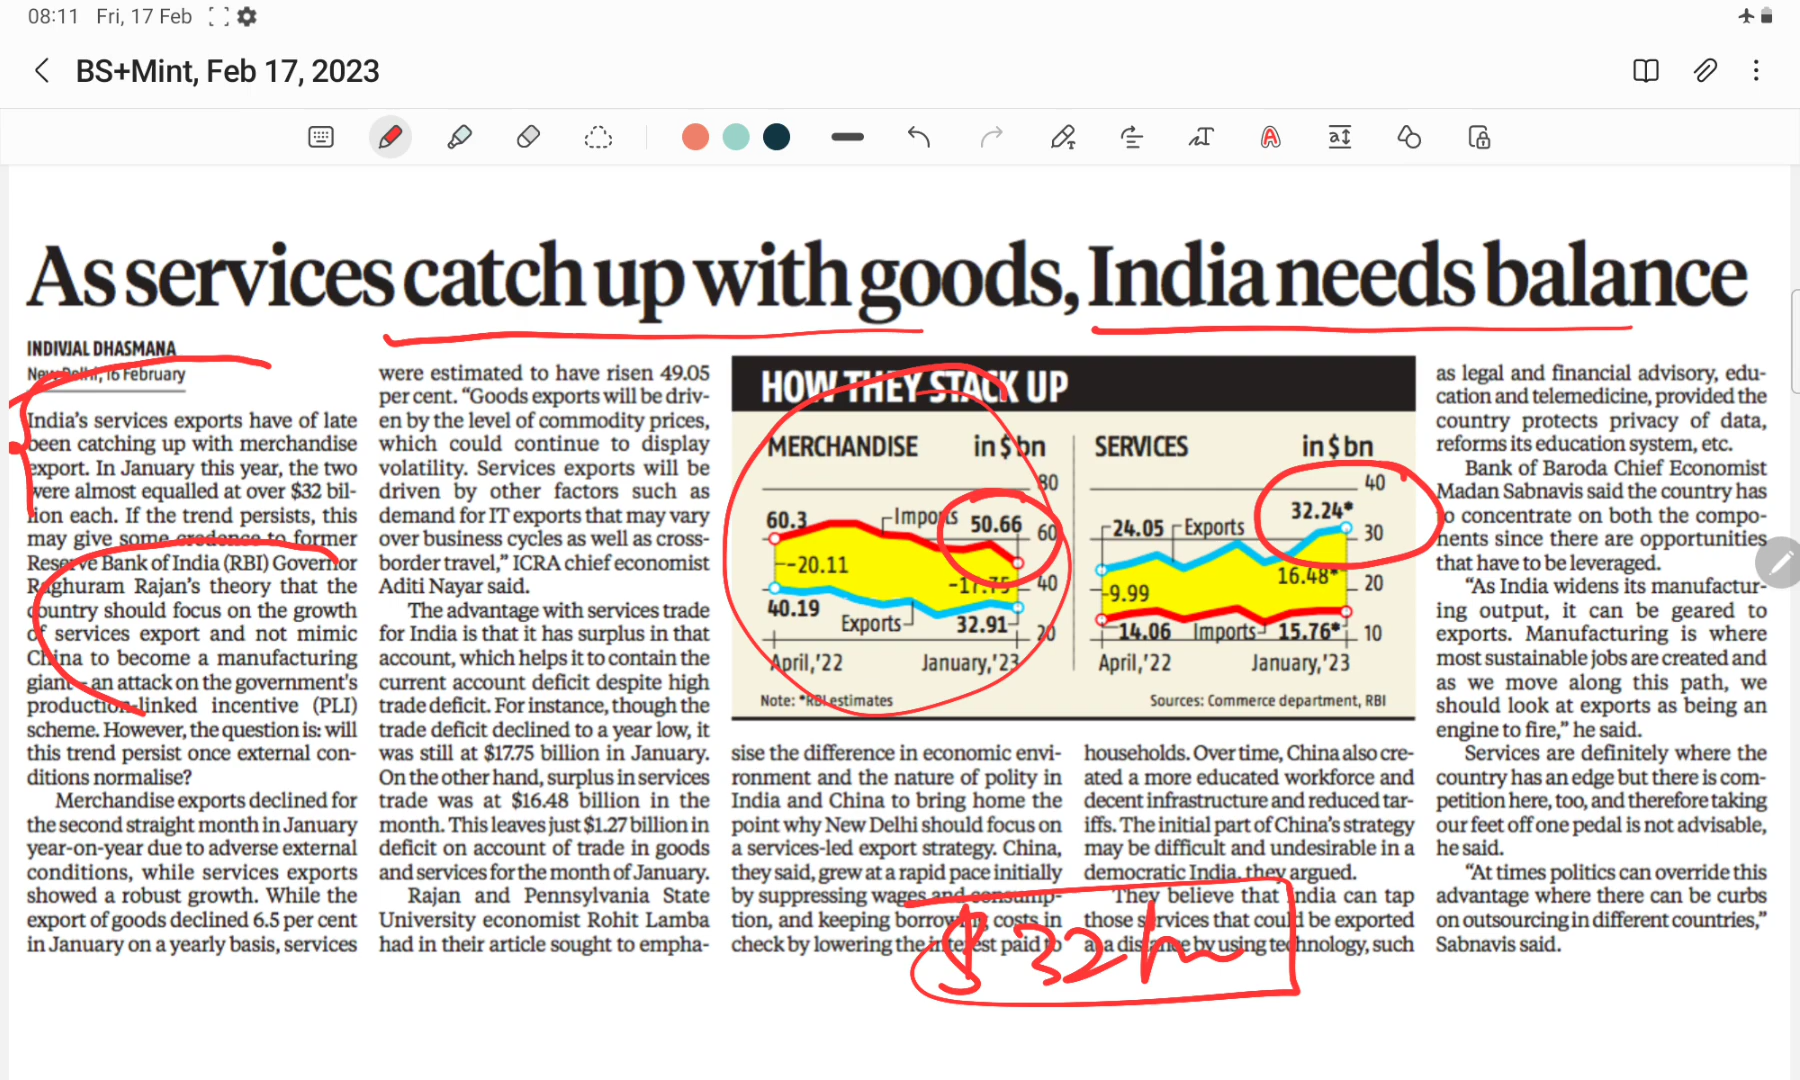 08:11 Fri, 17 Feb
BS+Mint, Feb 17, 2023
As services catch up with goods, India needs balance
INDIVJAL DHASMANA
New Delhi, 16 February
India's services exports have of late
been catching up with merchandise
export. In January this year, the two
were almost equalled at over $32 bil-
lion each. If the trend persists, this
may give some credence to former
Reserve Bank of India (RBI) Governor
Raghuram Rajan's theory that the
country should focus on the growth
of services export and not mimic
China to become a manufacturing
giant – an attack on the government's
production-linked incentive (PLI)
scheme. However, the question is: will
this trend persist once external con-
ditions normalise?
Merchandise exports declined for
the second straight month in January
year-on-year due to adverse external
conditions, while services exports
showed a robust growth. While the
export of goods declined 6.5 per cent
in January on a yearly basis, services
were estimated to have risen 49.05
per cent. “Goods exports will be driv-
en by the level of commodity prices,
which could continue to display
volatility. Services exports will be
driven by other factors such as
demand for IT exports that may vary
over business cycles as well as cross-
border travel,” ICRA chief economist
Aditi Nayar said.
The advantage with services trade
for India is that it has surplus in that
account, which helps it to contain the
current account deficit despite high
trade deficit. For instance, though the
trade deficit declined to a year low, it
was still at $17.75 billion in January.
On the other hand, surplus in services
trade was at $16.48 billion in the
month. This leaves just $1.27 billion in
deficit on account of trade in goods
and services for the month of January.
Rajan and Pennsylvania State
University economist Rohit Lamba
had in their article sought to empha-
HOW THEY STACK UP
MERCHANDISE in $ bn
80
60.3 Imports 50.66 60
-20.11
-17.75 40
40.19 Exports 32.91 20
April,'22 January,'23
SERVICES in $ bn
40
32.24*
24.05 Exports 30
16.48* 20
9.99
14.06 Imports 15.76* 10
April,'22 January,'23
Note: *RBI estimates Sources: Commerce department, RBI
sise the difference in economic envi-
ronment and the nature of polity in
India and China to bring home the
point why New Delhi should focus on
a services-led export strategy. China,
they said, grew at a rapid pace initially
by suppressing wages and consump-
tion, and keeping borrowing costs in
check by lowering the interest paid to
households. Over time, China also cre-
ated a more educated workforce and
decent infrastructure and reduced tar-
iffs. The initial part of China's strategy
may be difficult and undesirable in a
democratic India, they argued.
They believe that India can tap
those services that could be exported
at a distance by using technology, such
$32bn
as legal and financial advisory, edu-
cation and telemedicine, provided the
country protects privacy of data,
reforms its education system, etc.
Bank of Baroda Chief Economist
Madan Sabnavis said the country has
to concentrate on both the compo-
nents since there are opportunities
that have to be leveraged.
“As India widens its manufactur-
ing output, it can be geared to
exports. Manufacturing is where
most sustainable jobs are created and
as we move along this path, we
should look at exports as being an
engine to fire,” he said.
Services are definitely where the
country has an edge but there is com-
petition here, too, and therefore taking
our feet off one pedal is not advisable,
he said.
“At times politics can override this
advantage where there can be curbs
on outsourcing in different countries,”
Sabnavis said.